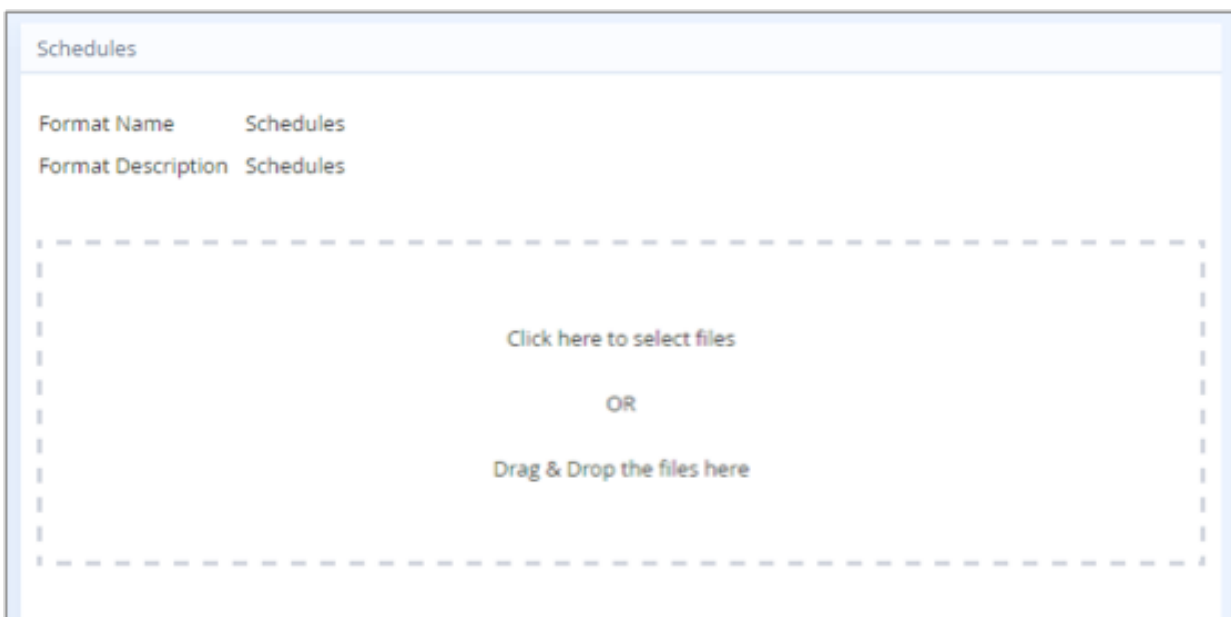 Schedules
Format Name Schedules
Format Description Schedules
Click here to select files
OR
Drag & Drop the files here